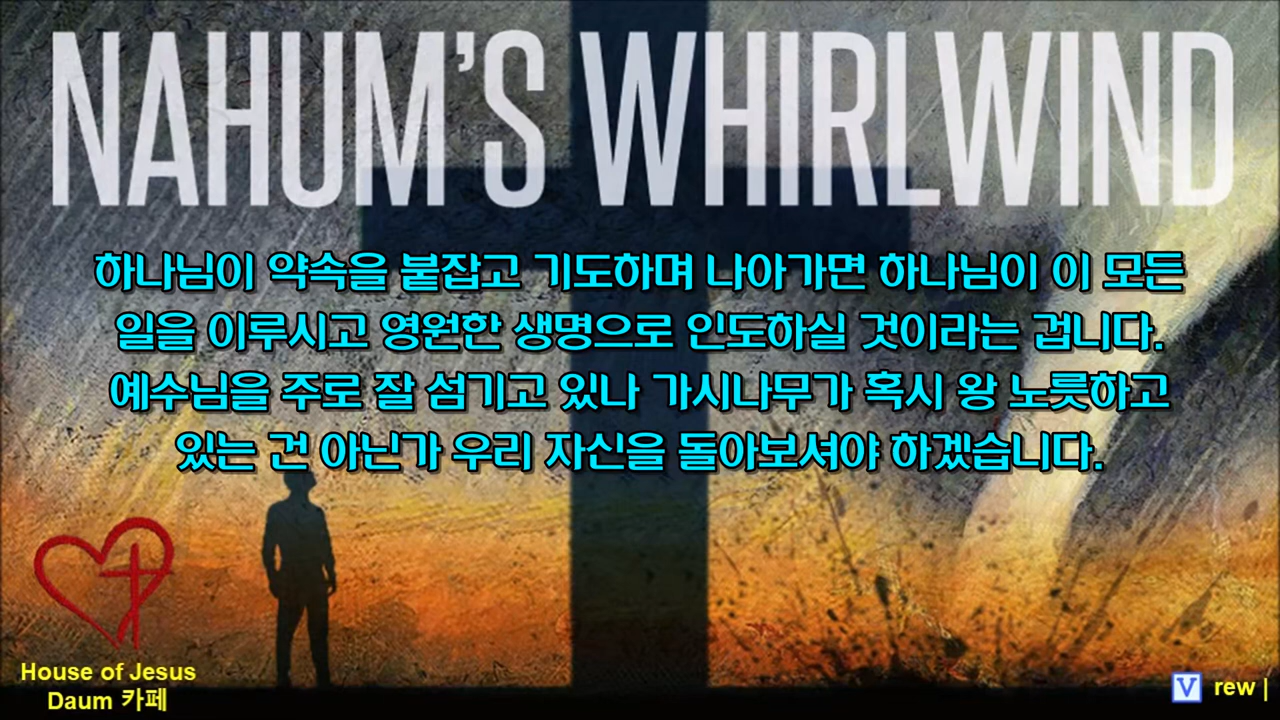 NAHUM'S WHIRLWIND
하나님이 약속을 붙잡고 기도하며 나아가면 하나님이 이 모든
일을 이루시고 영원한 생명으로 인도하실 것이라는 겁니다.
예수님을 주로 잘 섬기고 있나 가시나무가 혹시 왕 노릇하고
있는 건 아닌가 우리 자신을 돌아보셔야 하겠습니다.
House of Jesus
Daum 카페
V rew |